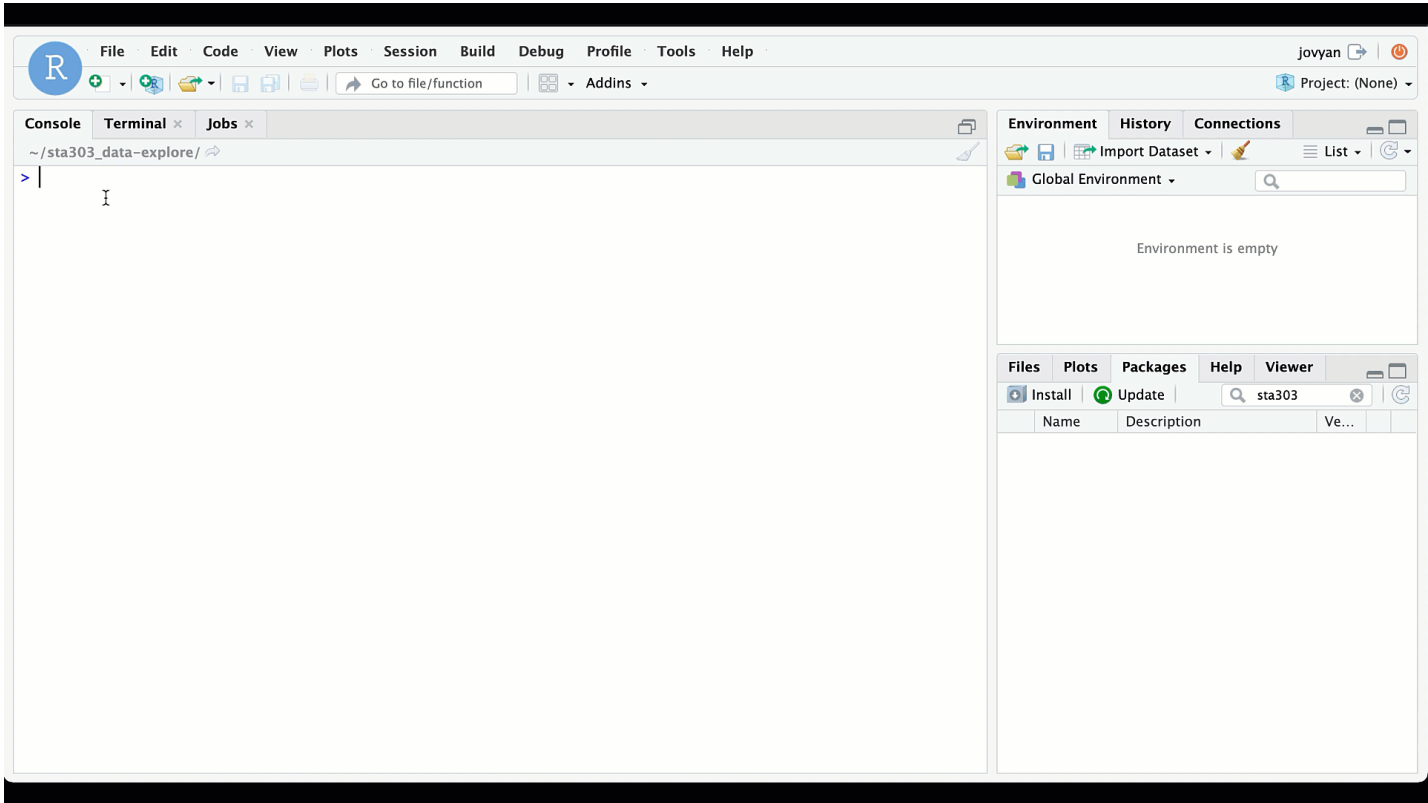 R File Edit Code View Plots Session Build Debug Profile Tools Help jovyan
Go to file/function Addins Project: (None)
Console Terminal Jobs
~/sta303_data-explore/
>
Environment History Connections
Import Dataset List
Global Environment
Environment is empty
Files Plots Packages Help Viewer
Install Update sta303
Name Description Ve...